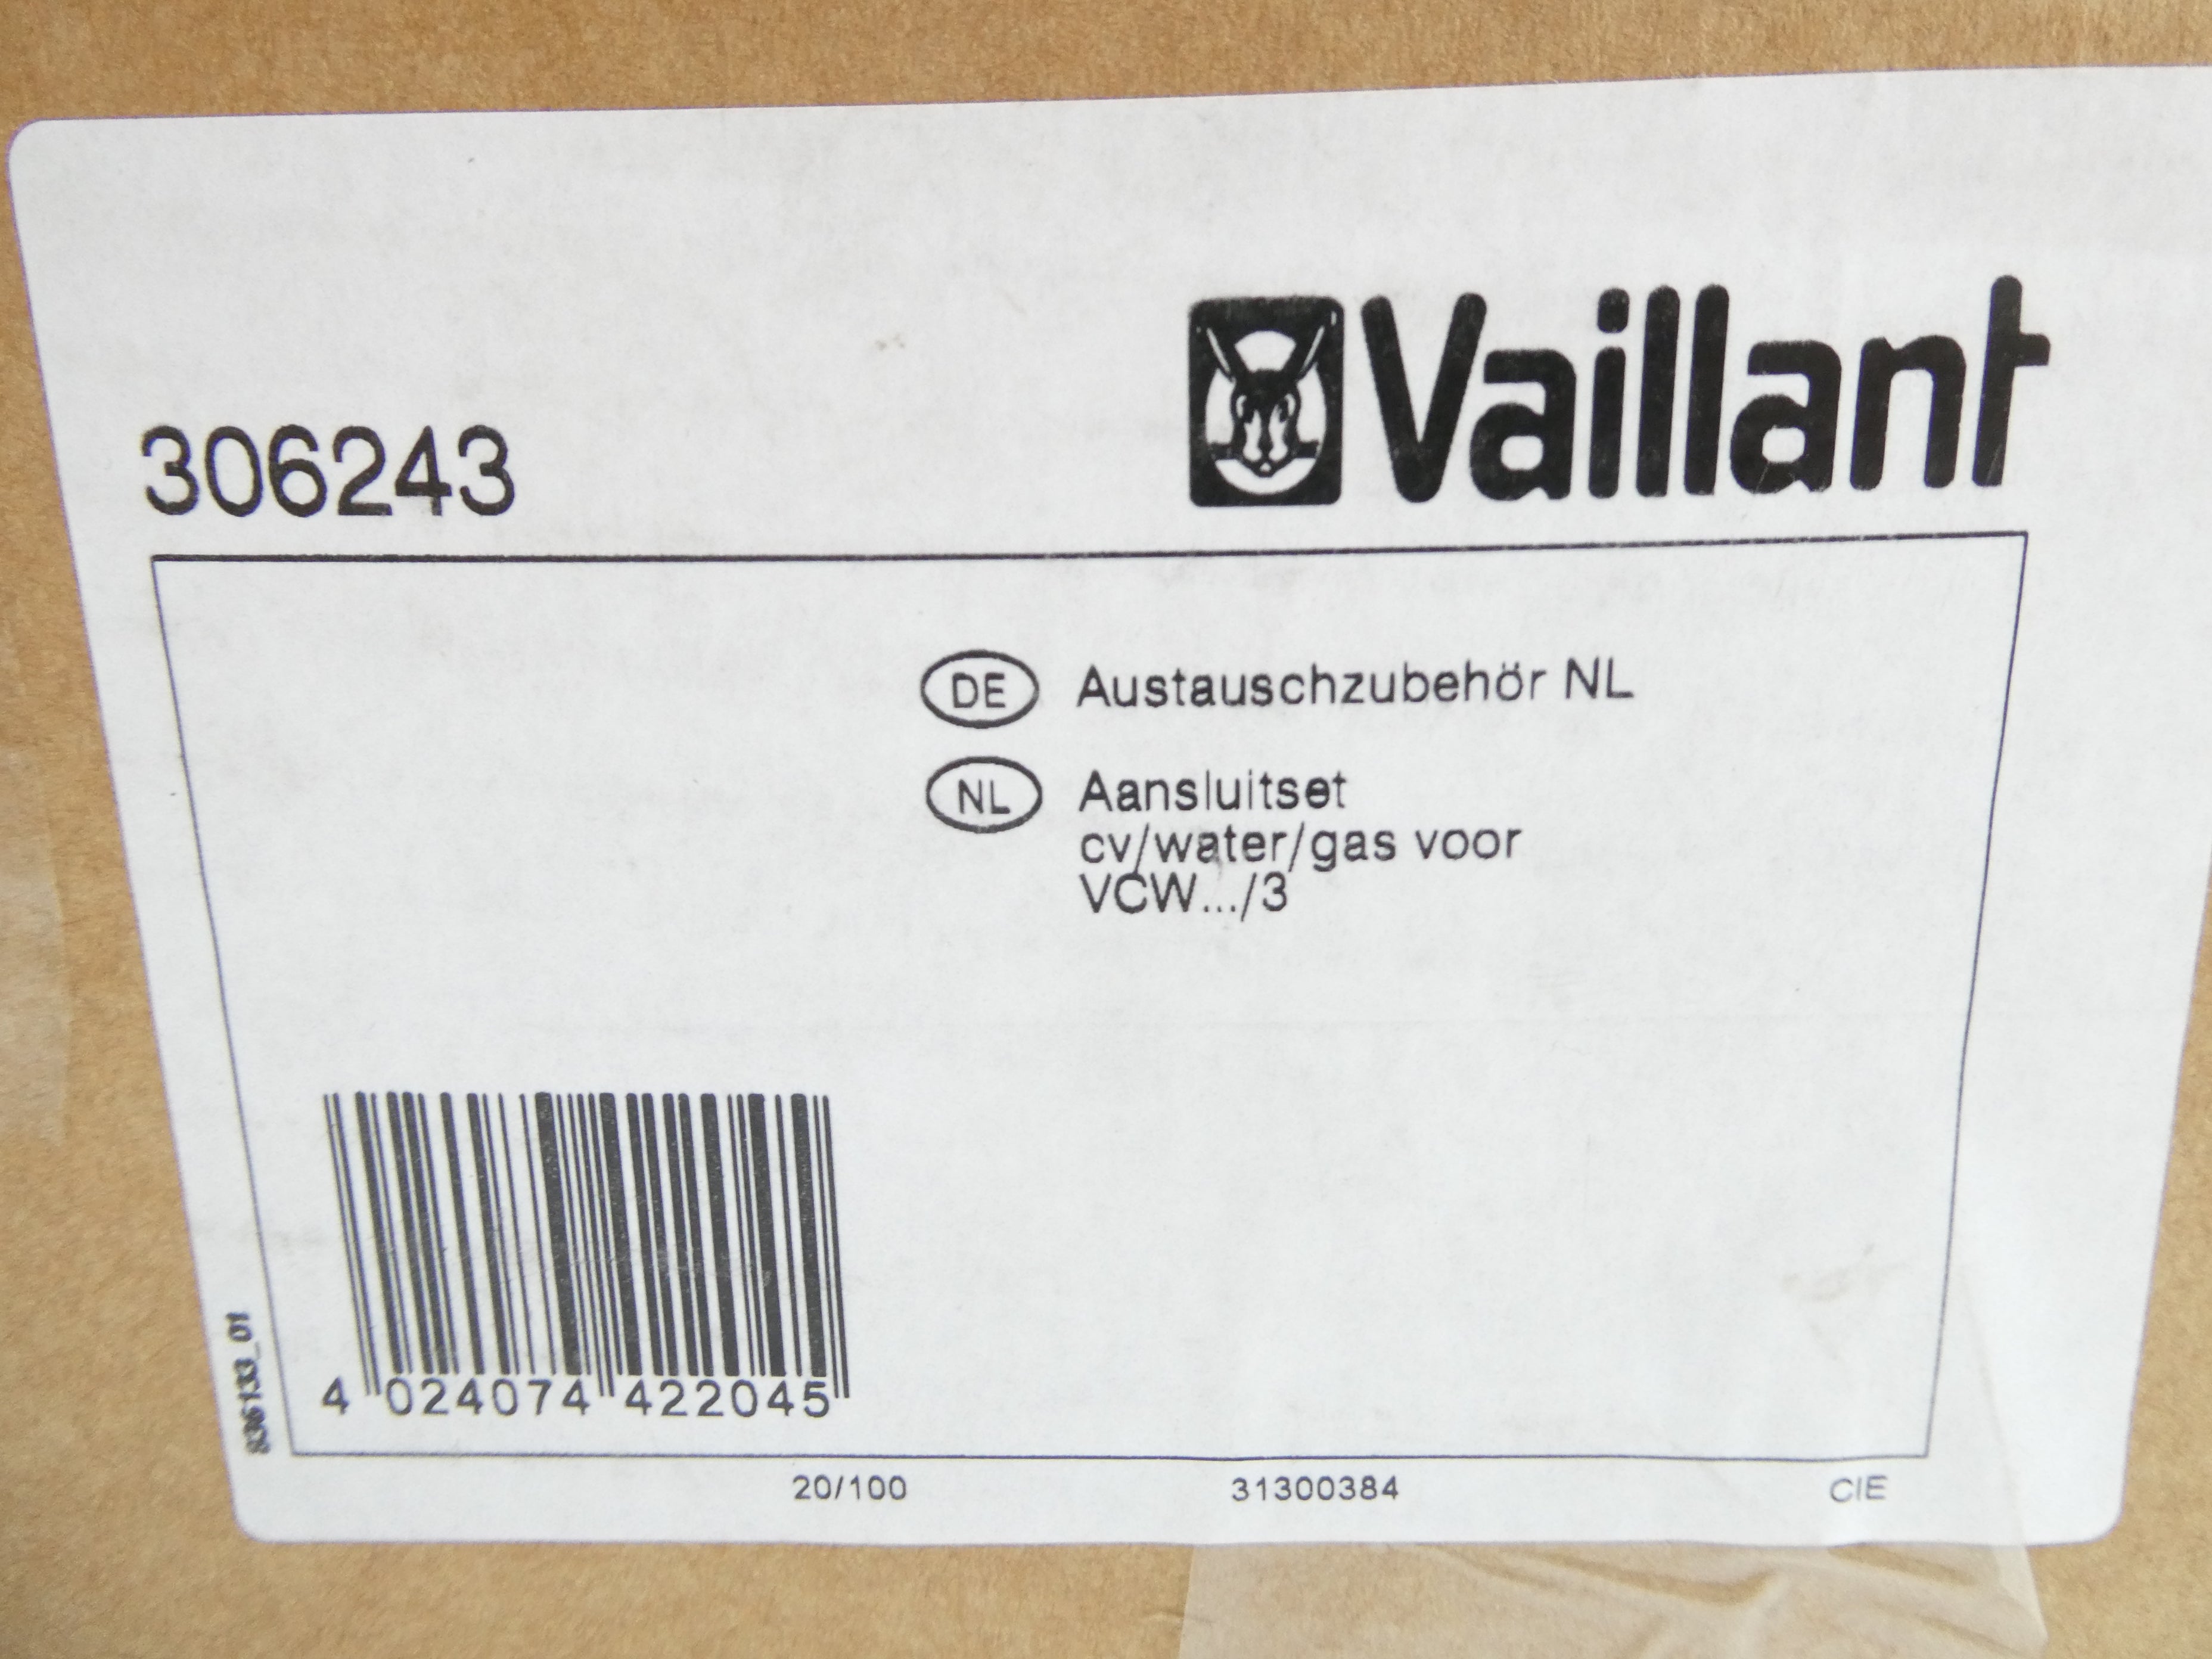 Vaillant
306243
DE Austauschzubehör NL
NL Aansluitset
cv/water/gas voor
VCW.../3
4 024074 422045
836133_01
20/100 31300384 CIE